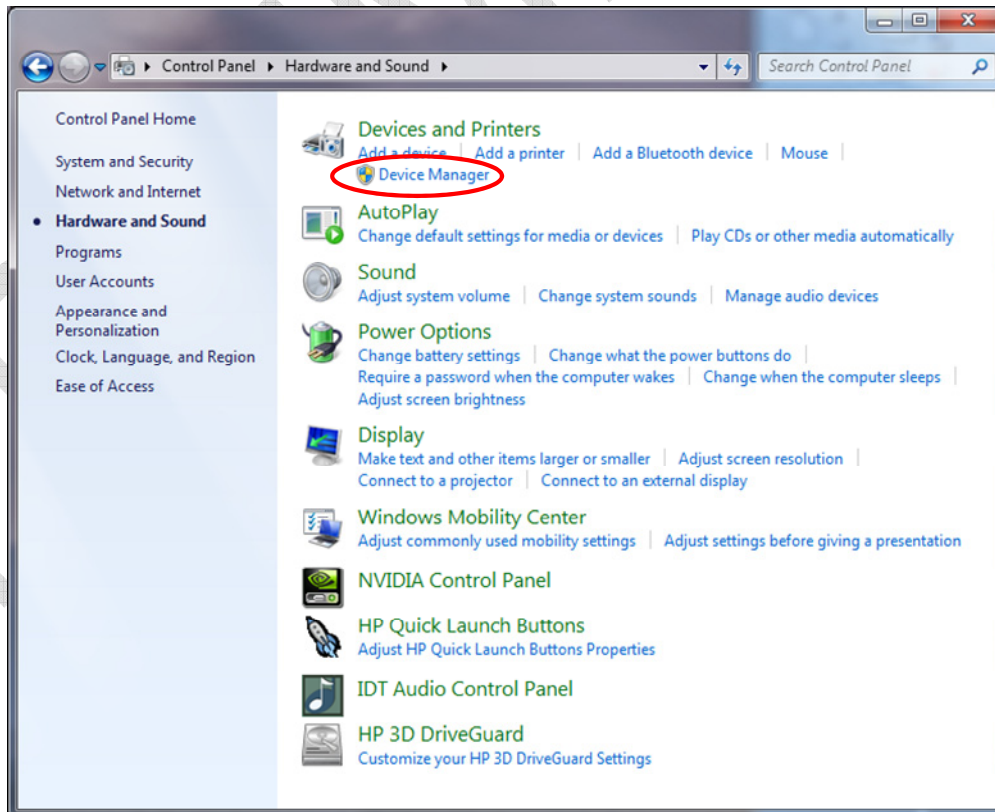 Control Panel Hardware and Sound
Search Control Panel
Control Panel Home
System and Security
Network and Internet
Hardware and Sound
Programs
User Accounts
Appearance and
Personalization
Clock, Language, and Region
Ease of Access
Devices and Printers
Add a device Add a printer Add a Bluetooth device Mouse
Device Manager
AutoPlay
Change default settings for media or devices Play CDs or other media automatically
Sound
Adjust system volume Change system sounds Manage audio devices
Power Options
Change battery settings Change what the power buttons do
Require a password when the computer wakes Change when the computer sleeps
Adjust screen brightness
Display
Make text and other items larger or smaller Adjust screen resolution
Connect to a projector Connect to an external display
Windows Mobility Center
Adjust commonly used mobility settings Adjust settings before giving a presentation
NVIDIA Control Panel
HP Quick Launch Buttons
Adjust HP Quick Launch Buttons Properties
IDT Audio Control Panel
HP 3D DriveGuard
Customize your HP 3D DriveGuard Settings